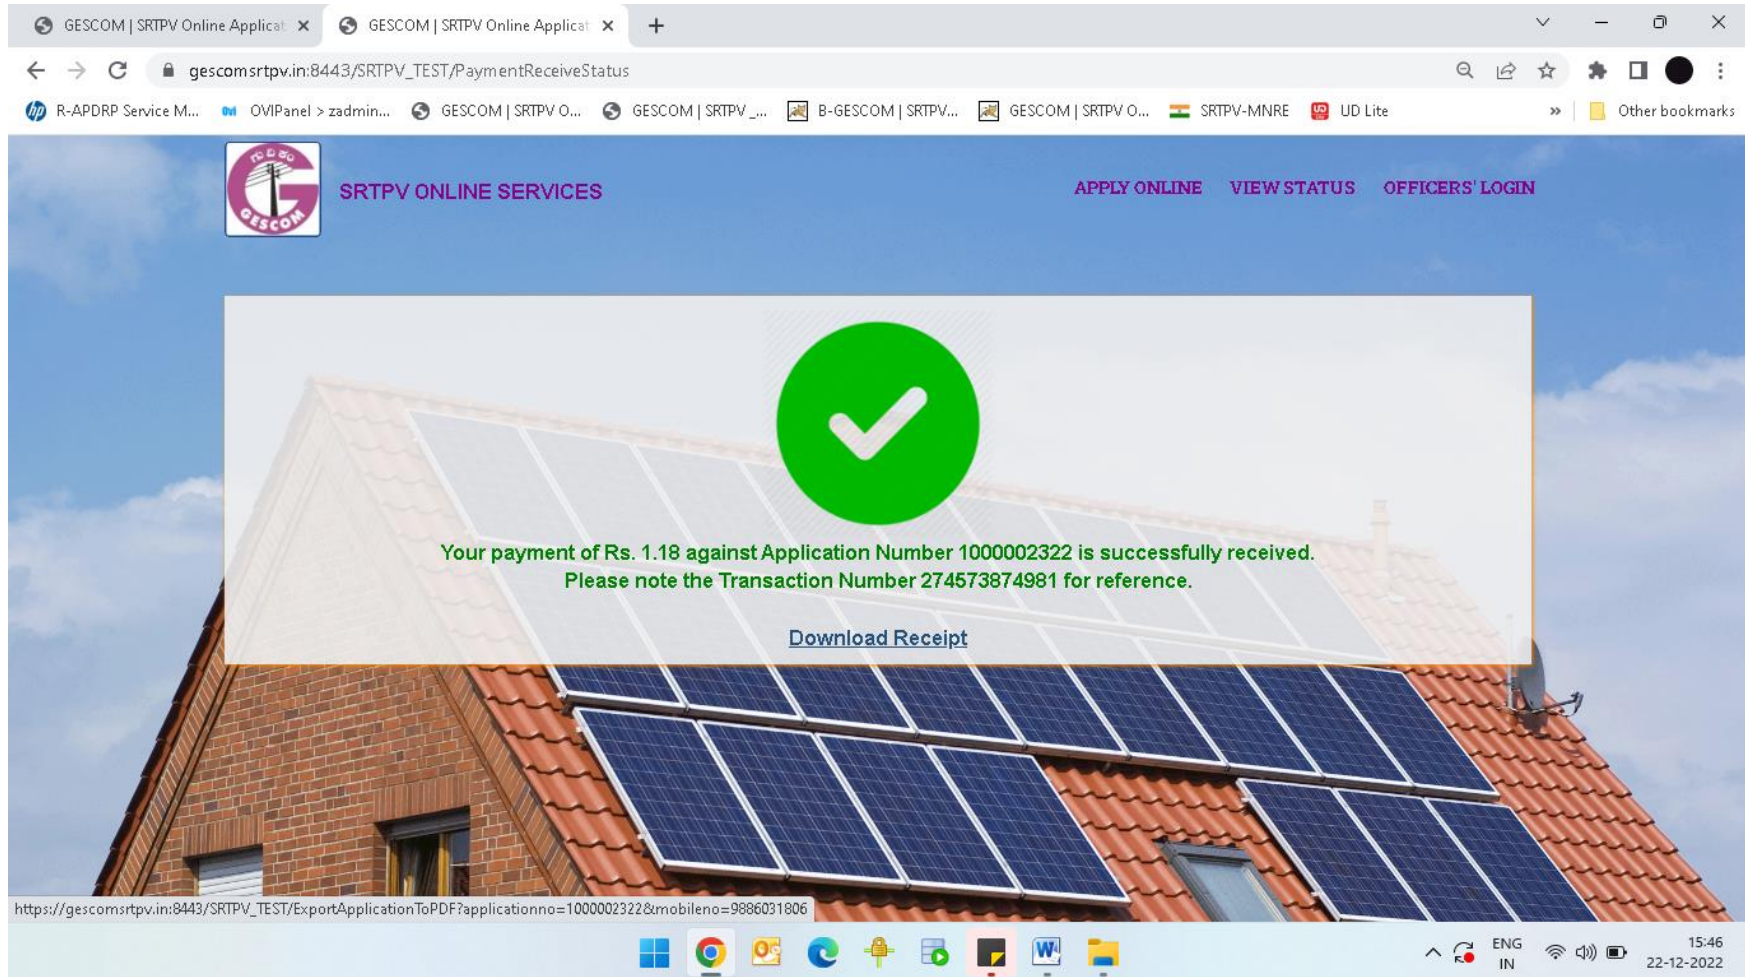 GESCOM | SRTPV Online Applicat
GESCOM | SRTPV Online Applicat
gescomsrtpv.in:8443/SRTPV_TEST/PaymentReceiveStatus
R-APDRP Service M...
OVIPanel > zadmin...
GESCOM | SRTPV O...
GESCOM | SRTPV _...
B-GESCOM | SRTPV...
GESCOM | SRTPV O...
SRTPV-MNRE
UD Lite
»
Other bookmarks
ಗುವಿಕಂ
GESCOM
SRTPV ONLINE SERVICES
APPLY ONLINE
VIEW STATUS
OFFICERS' LOGIN
Your payment of Rs. 1.18 against Application Number 1000002322 is successfully received.
Please note the Transaction Number 274573874981 for reference.
Download Receipt
https://gescomsrtpv.in:8443/SRTPV_TEST/ExportApplicationToPDF?applicationno=1000002322&mobileno=9886031806
ENG
IN
15:46
22-12-2022